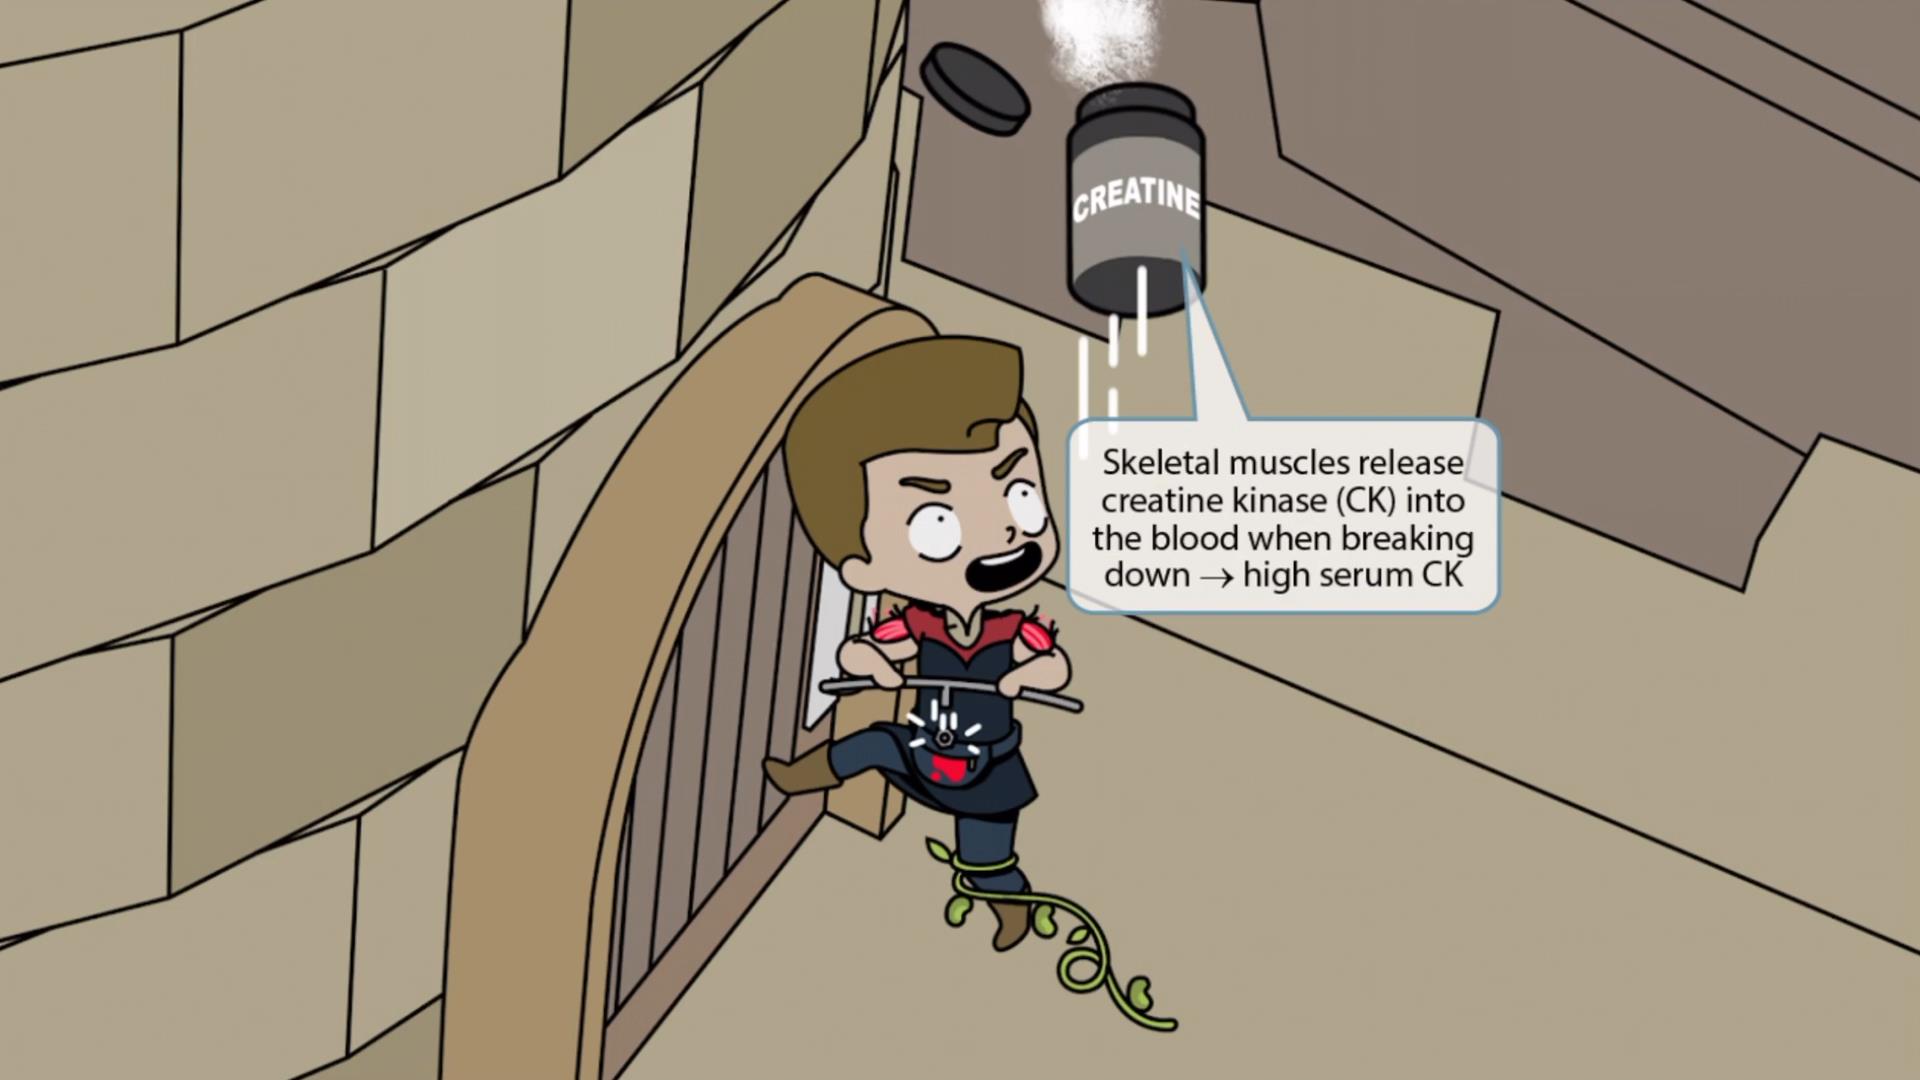 CREATINE
Skeletal muscles release
creatine kinase (CK) into
the blood when breaking
down → high serum CK